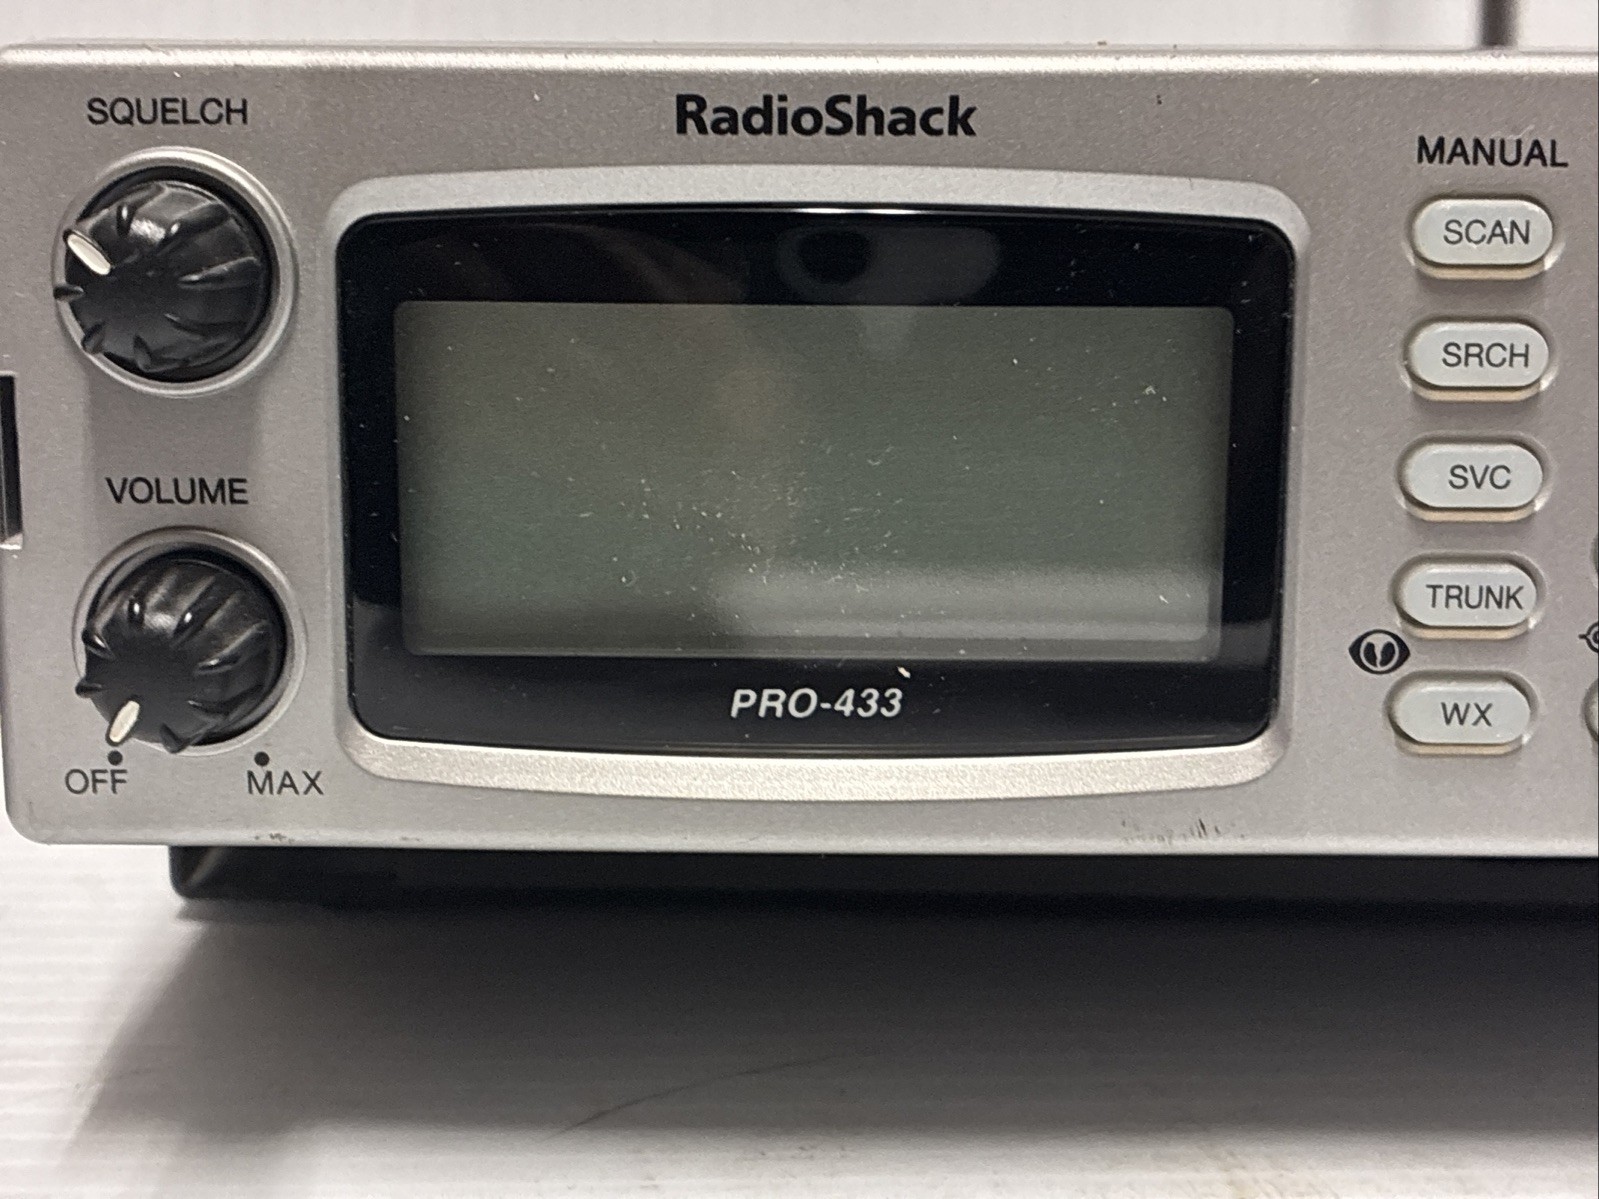 SQUELCH
RadioShack
MANUAL
SCAN
SRCH
SVC
VOLUME
TRUNK
WX
PRO-433
OFF
MAX